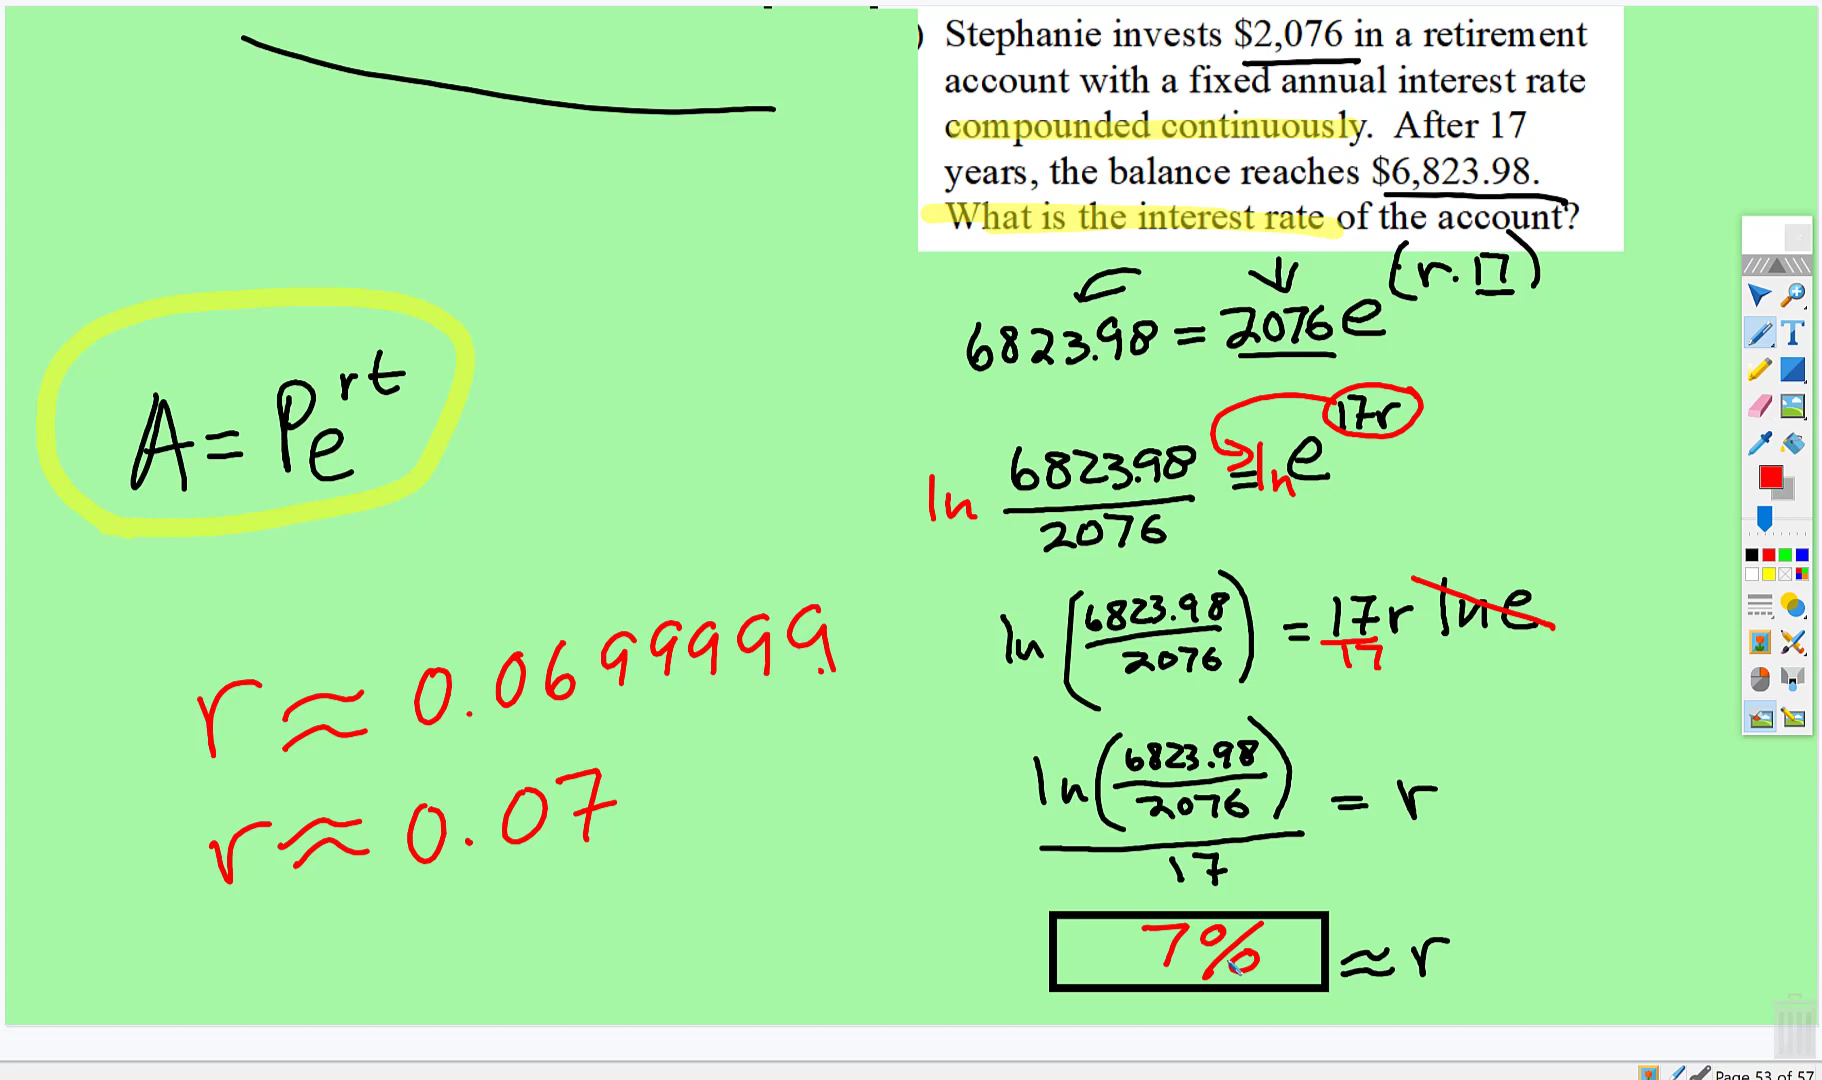 ) Stephanie invests $2,076 in a retirement
account with a fixed annual interest rate
compounded continuously. After 17
years, the balance reaches $6,823.98.
What is the interest rate of the account?
A = Pe^rt
6823.98 = 2076e^(r·17)
ln 6823.98/2076 = ln e^17r
ln(6823.98/2076) = 17r/17 ln e
ln(6823.98/2076)/17 = r
7% ≈ r
r ≈ 0.0699999
r ≈ 0.07
T
Page 53 of 57